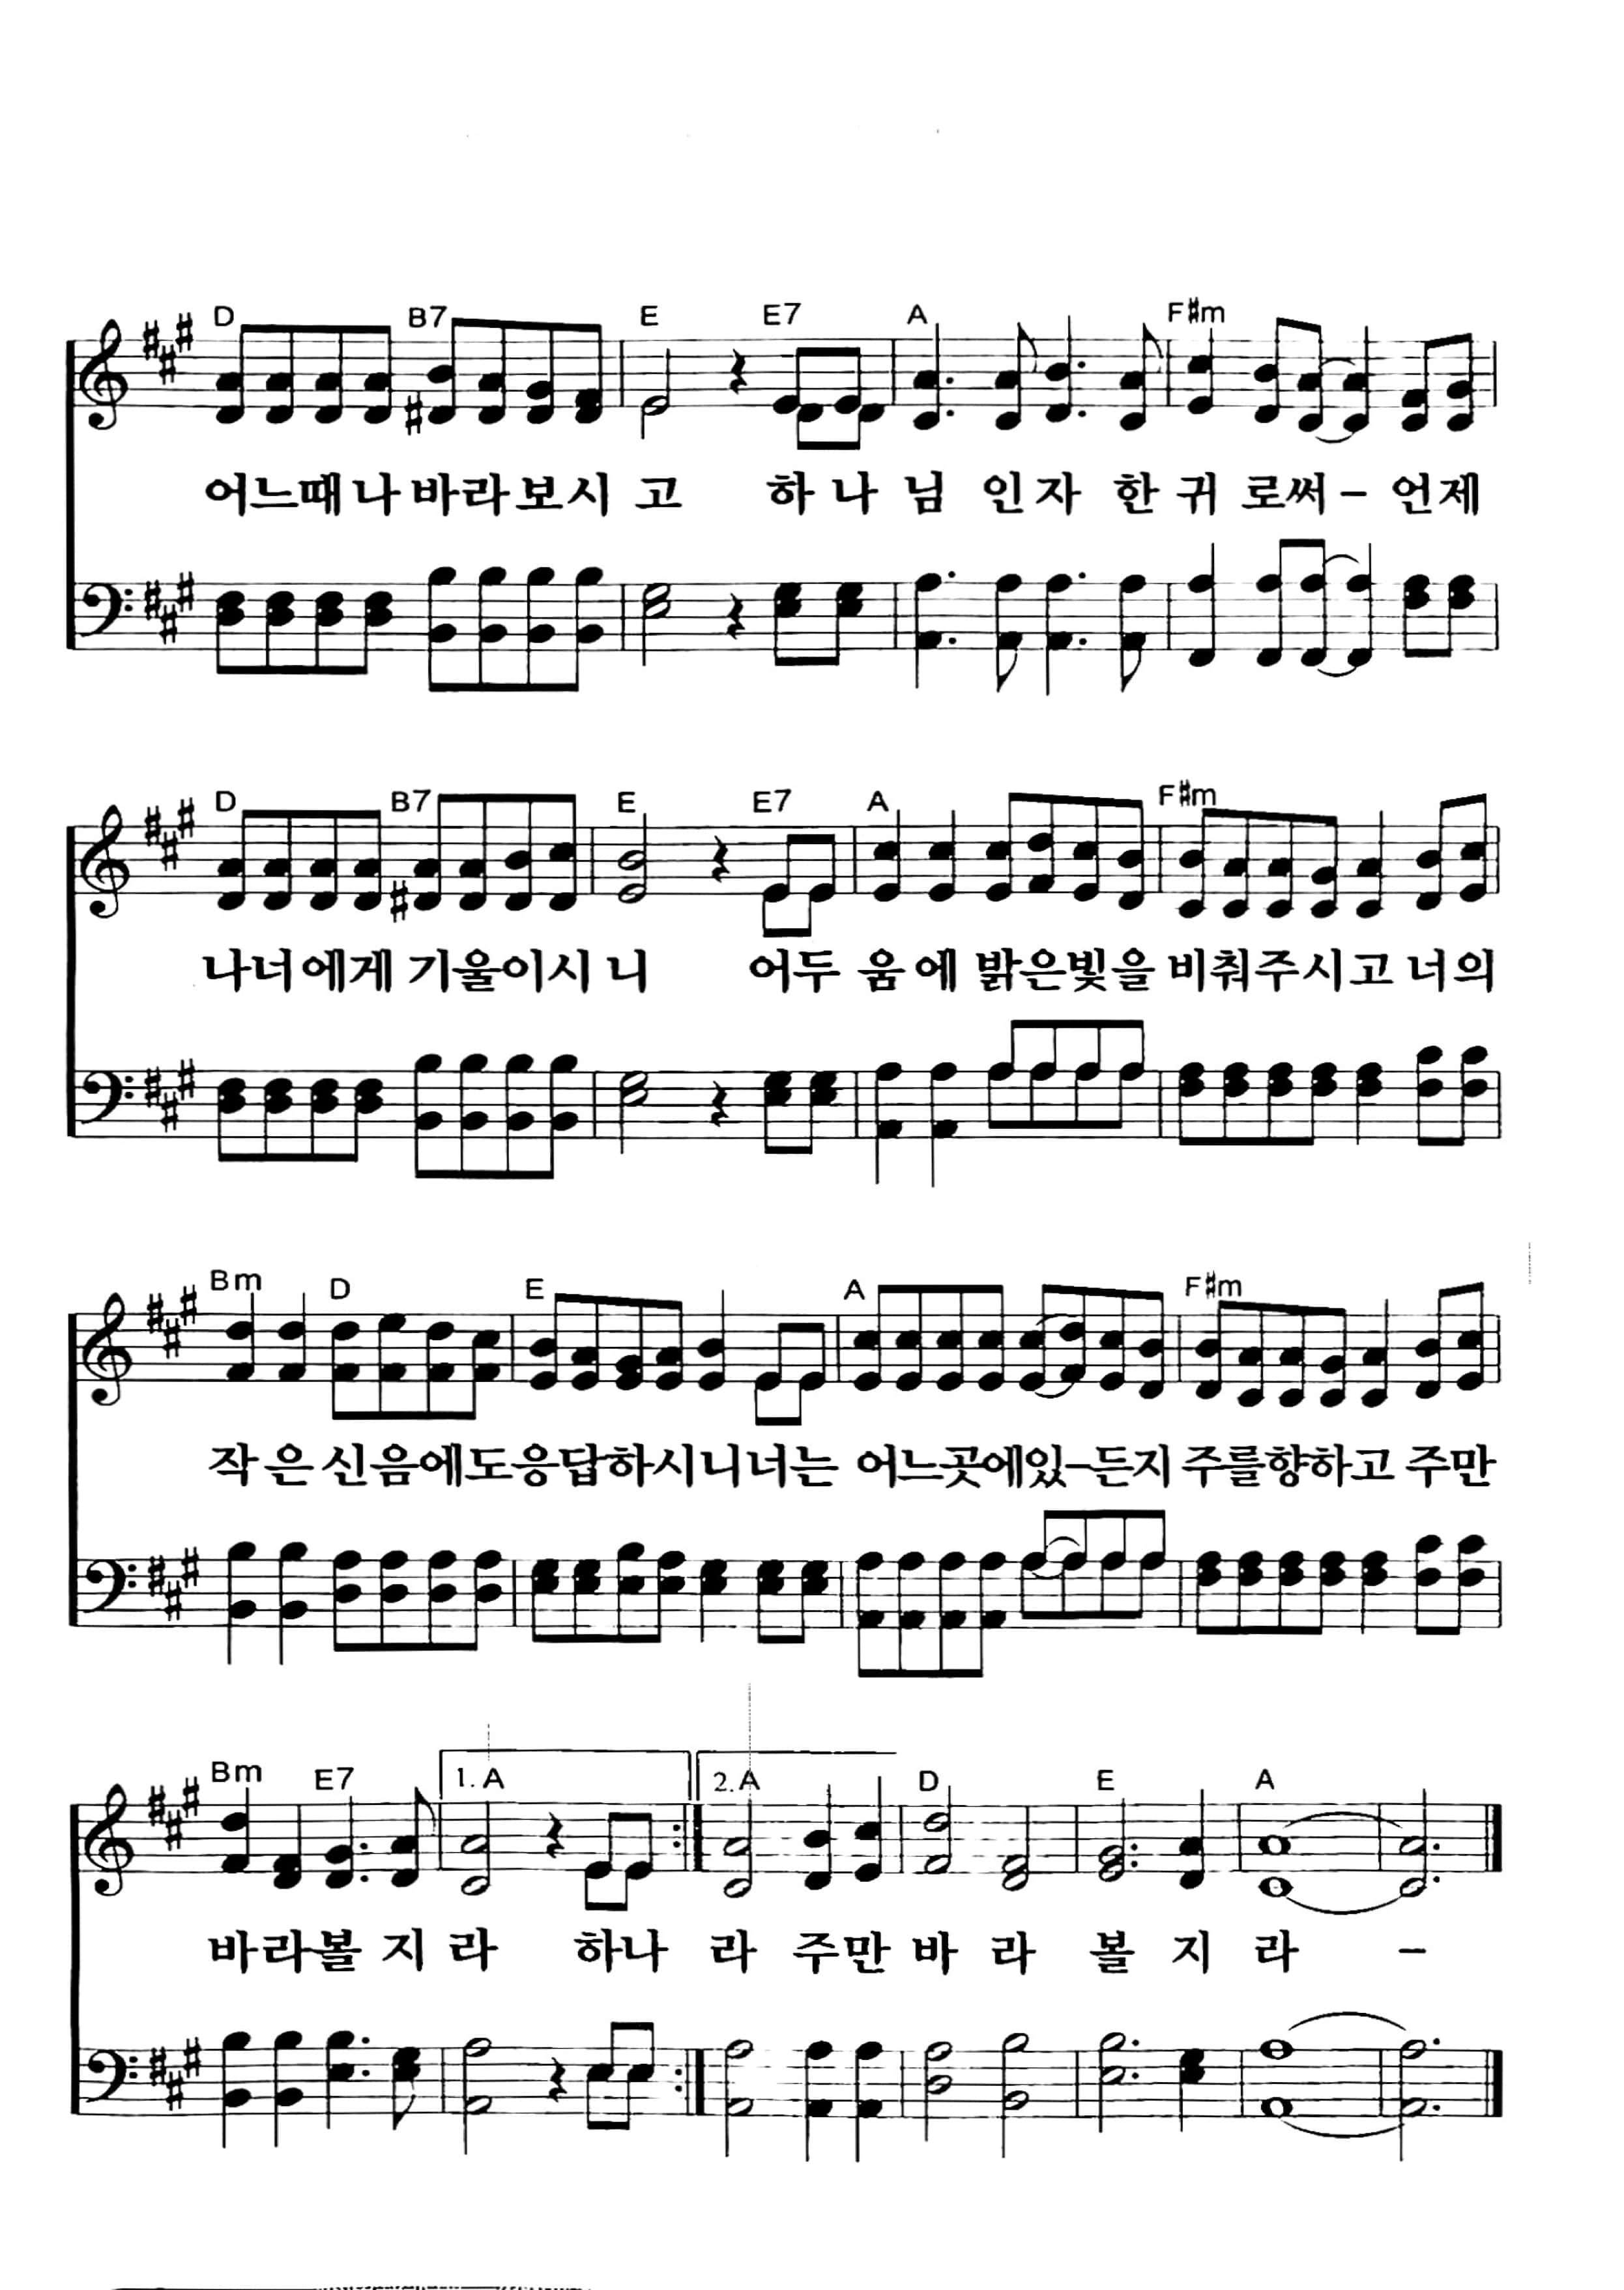 D B7 E E7 A F#m
어느때나 바라보시고 하나님 인자한귀로써- 언제
D B7 E E7 A F#m
나너에게 기울이시니 어두움에 밝은빛을 비춰주시고 너의
Bm D E A F#m
작은신음에도응답하시니너는 어느곳에있-든지 주를향하고 주만
Bm E7 1. A 2. A D E A
바라볼지라 하나라 주만바라볼지라 -